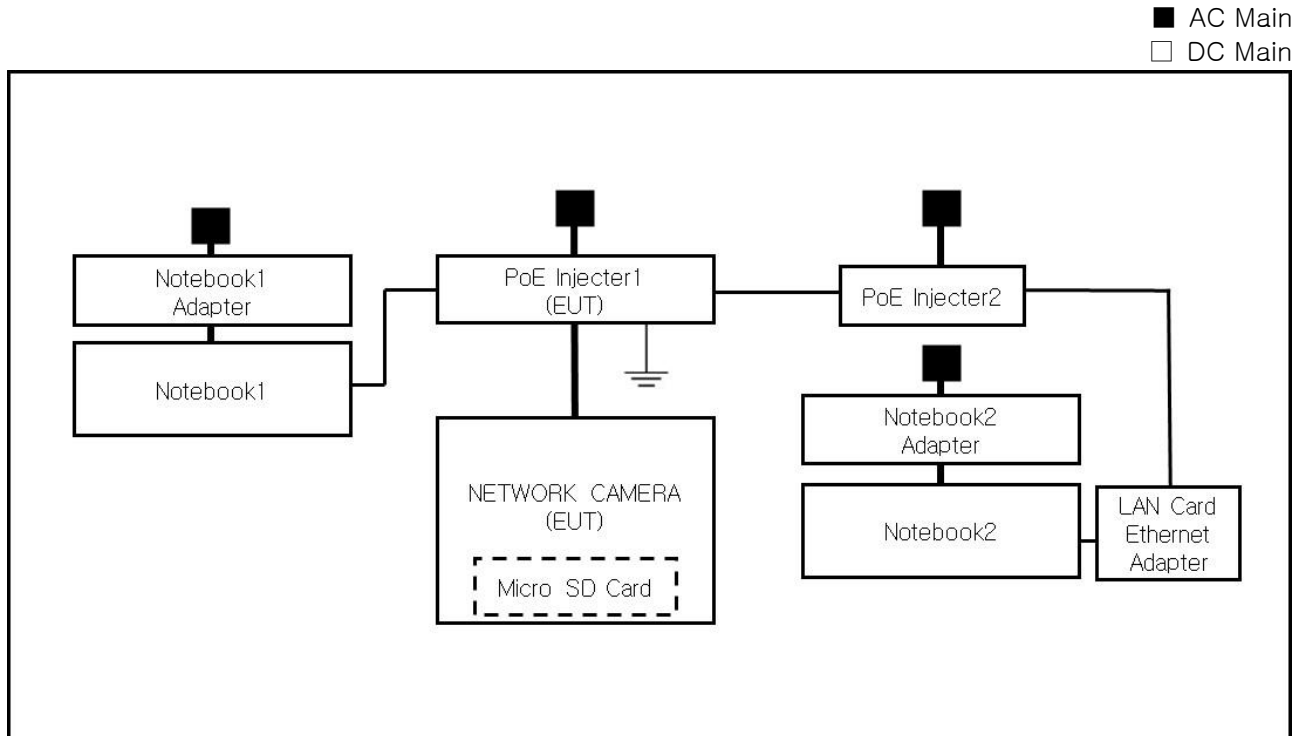 ■ AC Main
□ DC Main
Notebook1
Adapter
Notebook1
PoE Injecter1
(EUT)
NETWORK CAMERA
(EUT)
Micro SD Card
PoE Injecter2
Notebook2
Adapter
Notebook2
LAN Card
Ethernet
Adapter